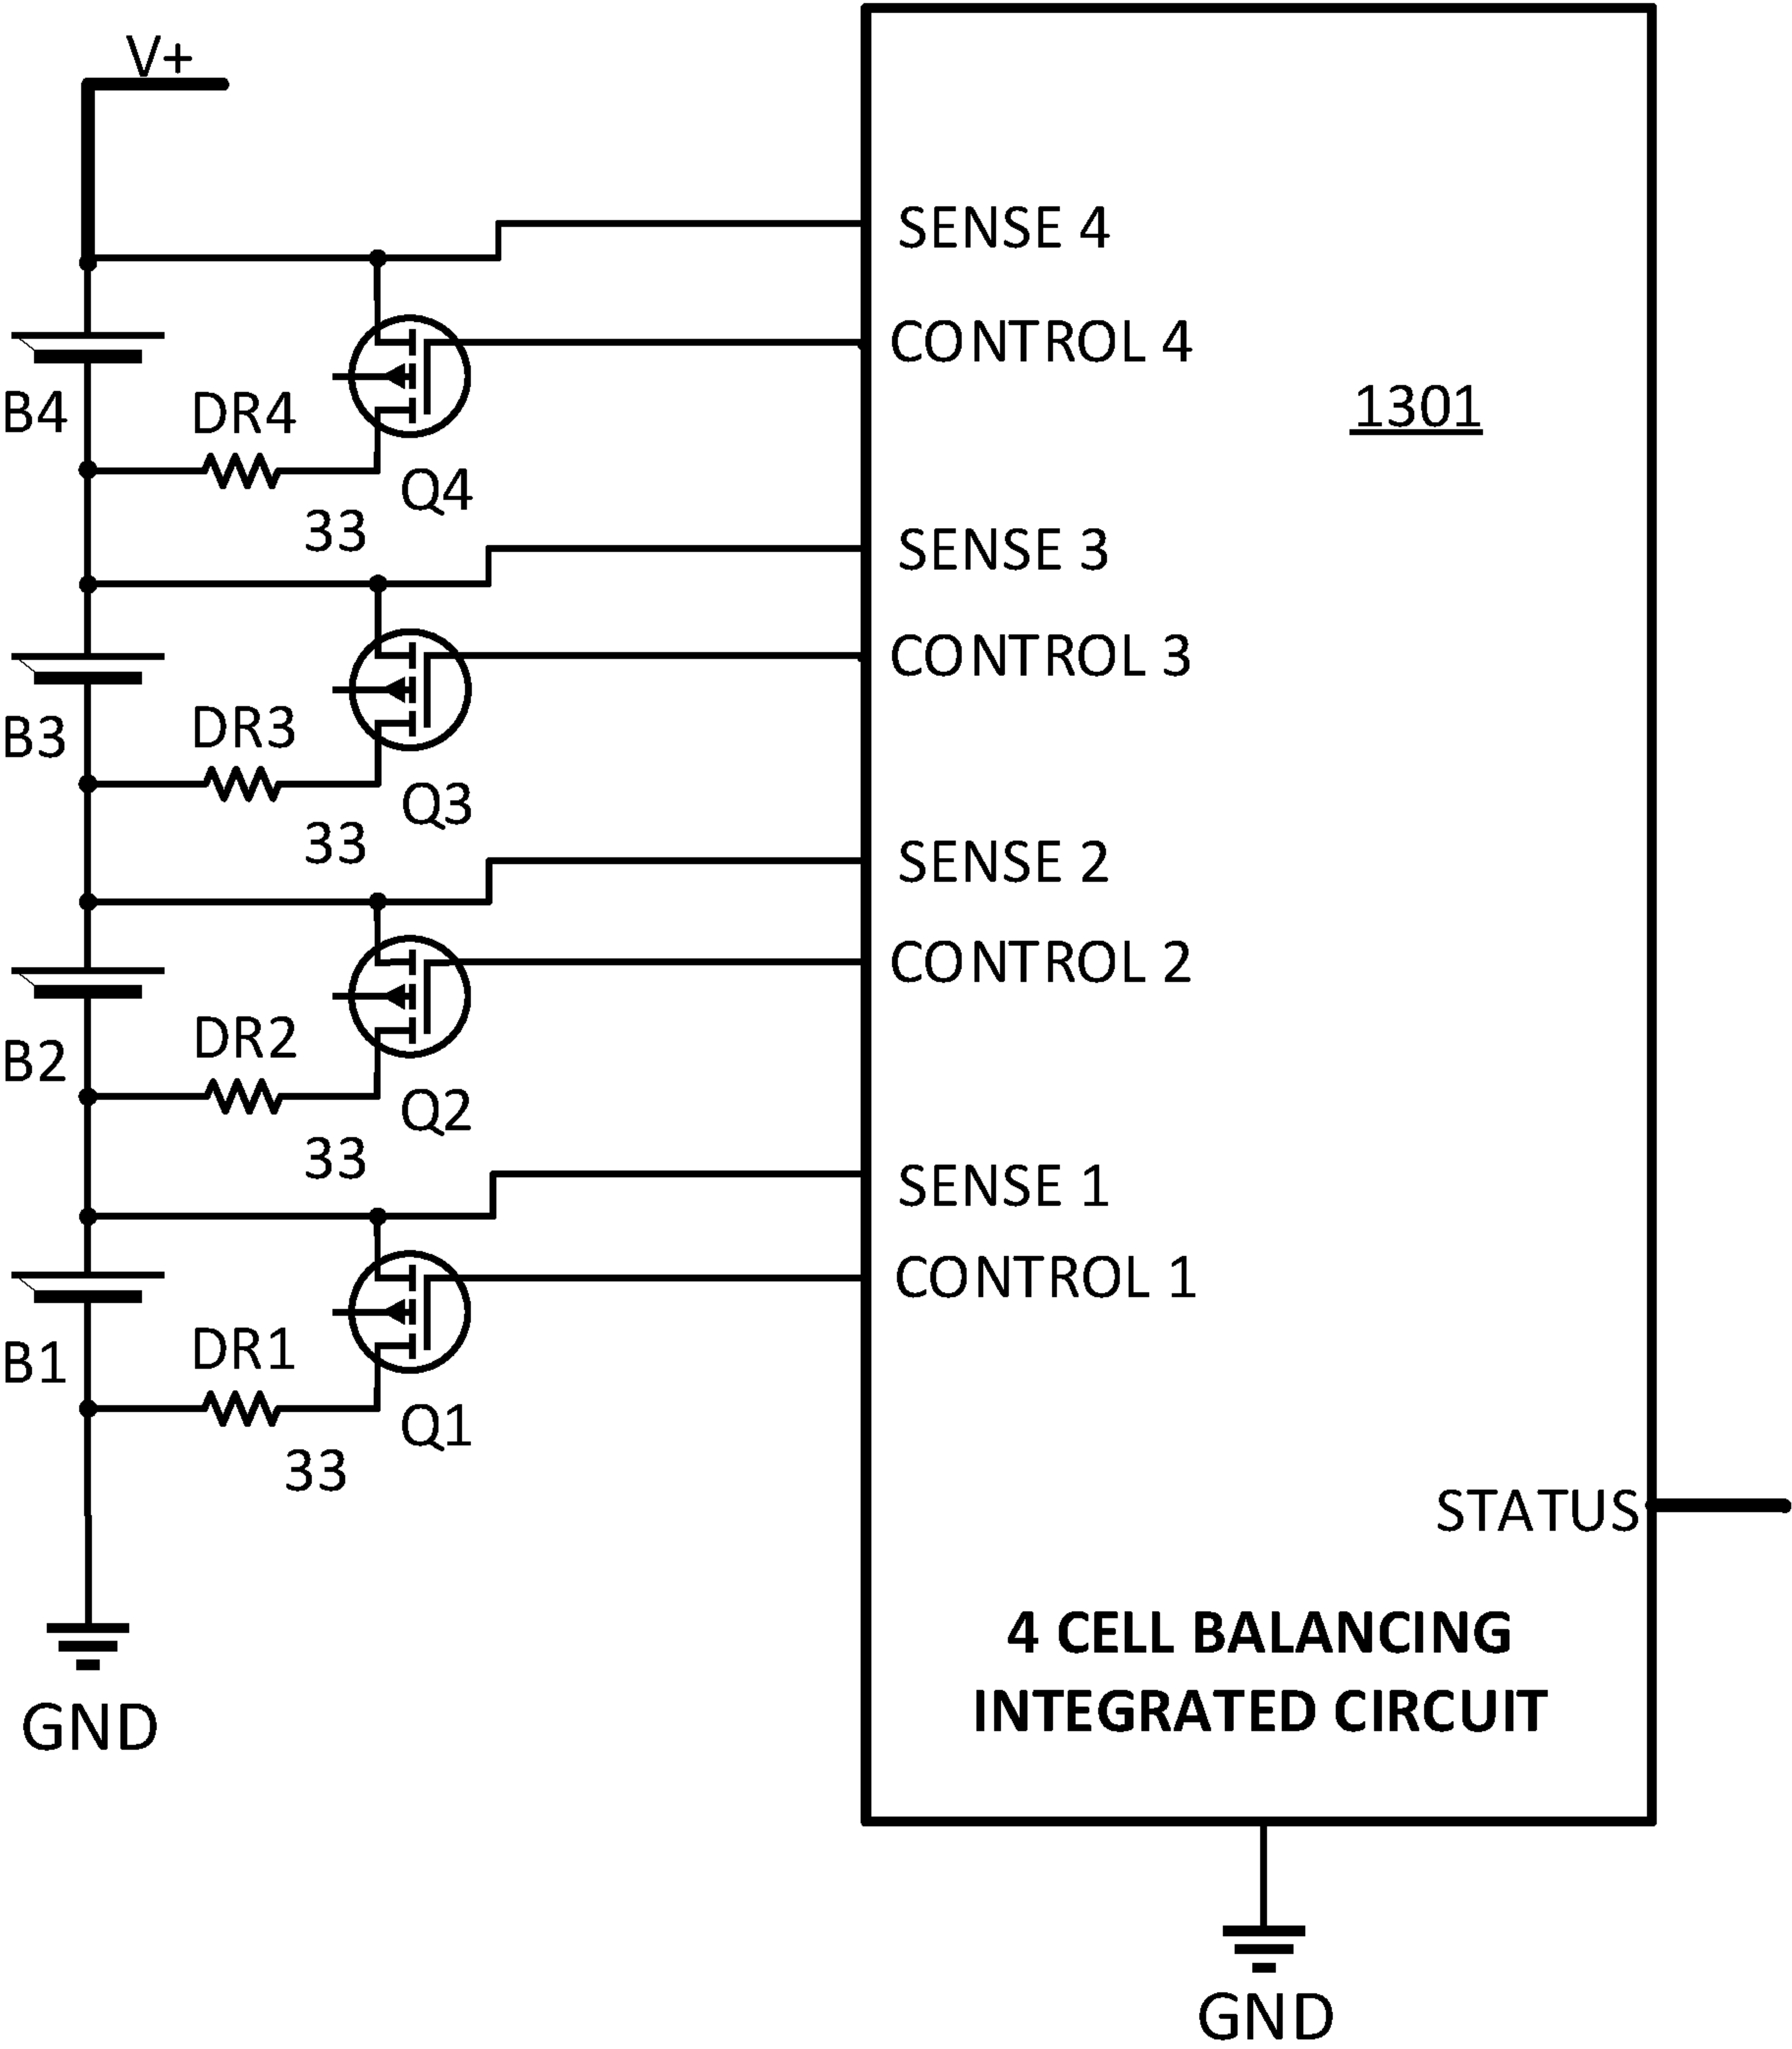 V+
SENSE 4
CONTROL 4
1301
B4
DR4
Q4
33
SENSE 3
CONTROL 3
B3
DR3
Q3
33
SENSE 2
CONTROL 2
B2
DR2
Q2
33
SENSE 1
CONTROL 1
B1
DR1
Q1
33
STATUS
4 CELL BALANCING
INTEGRATED CIRCUIT
GND
GND